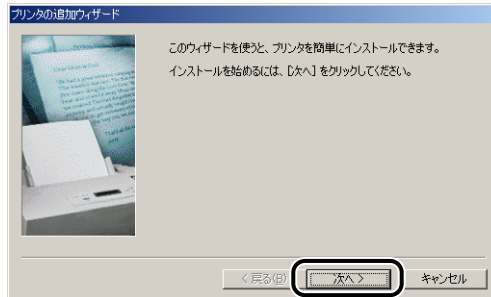 プリンタの追加ウィザード
このウィザードを使うと、プリンタを簡単にインストールできます。
インストールを始めるには、[次へ] をクリックしてください。
< 戻る(B)
次へ >
キャンセル